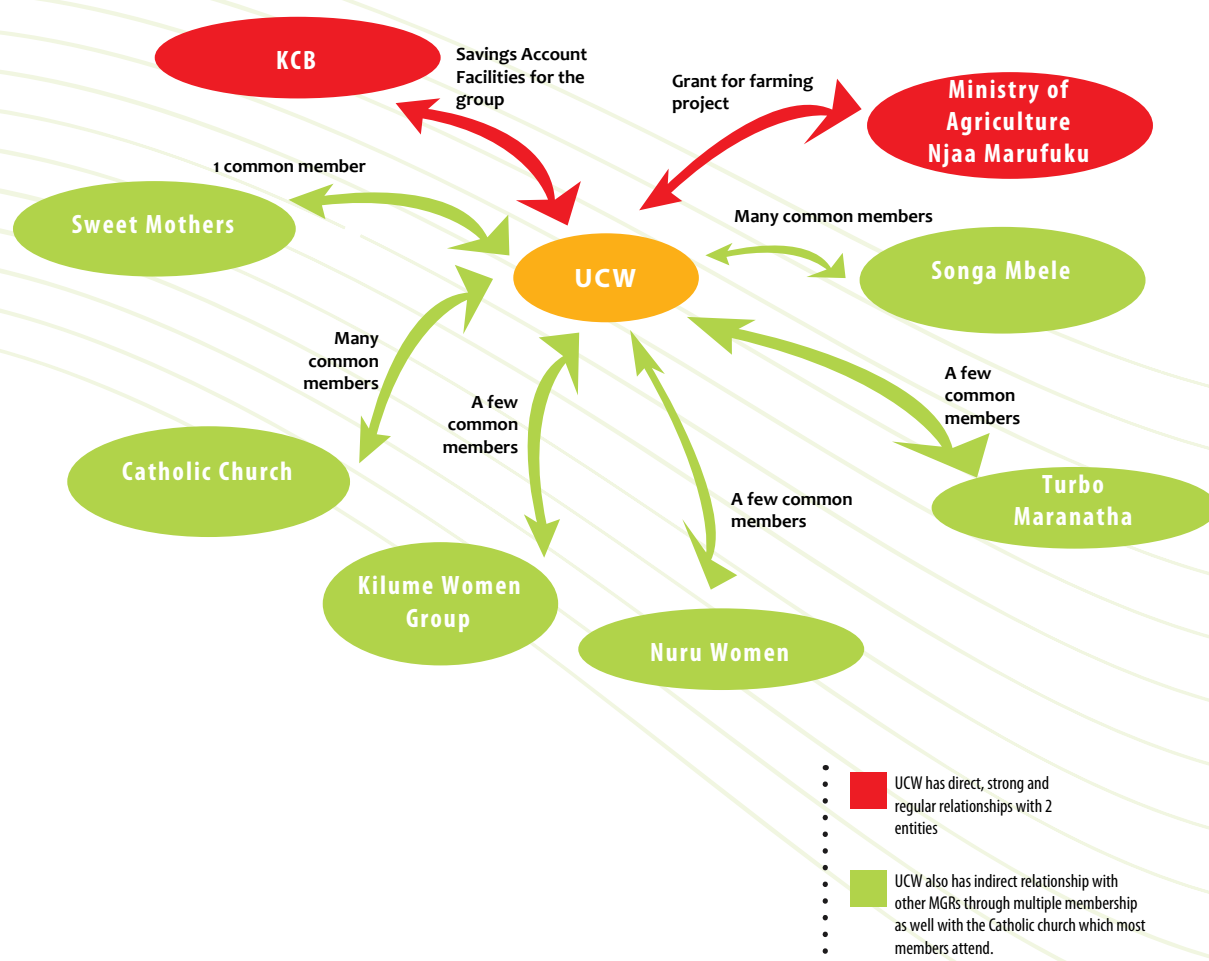 KCB
Savings Account
Facilities for the
group
Grant for farming
project
Ministry of
Agriculture
Njaa Marufuku
1 common member
Sweet Mothers
Many common members
UCW
Songa Mbele
Many
common
members
A few
common
members
A few
common
members
Catholic Church
A few common
members
Turbo
Maranatha
Kilume Women
Group
Nuru Women
UCW has direct, strong and
regular relationships with 2
entities
UCW also has indirect relationship with
other MGRs through multiple membership
as well with the Catholic church which most
members attend.